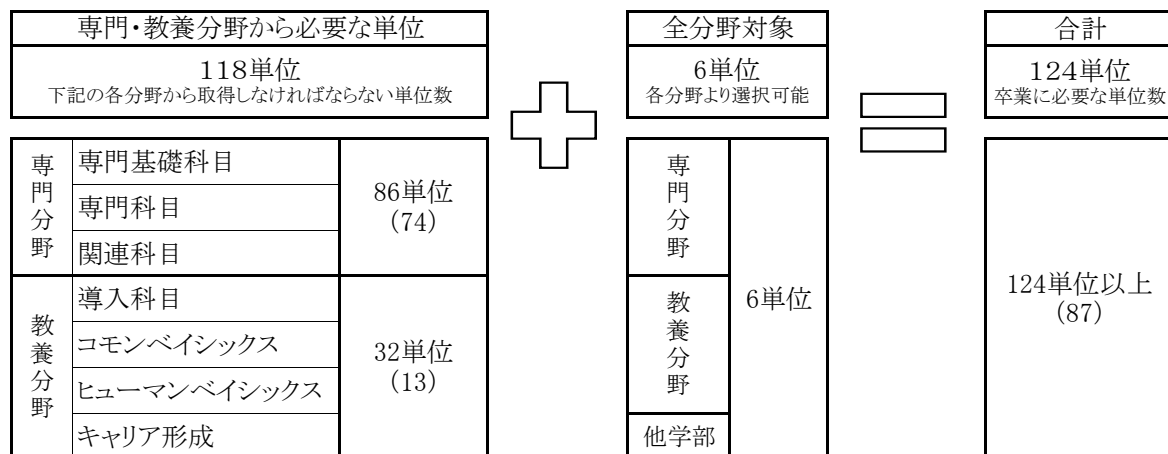 専門・教養分野から必要な単位
118単位
下記の各分野から取得しなければならない単位数
専門分野
専門基礎科目
専門科目
関連科目
86単位
(74)
教養分野
導入科目
コモンベイシックス
ヒューマンベイシックス
キャリア形成
32単位
(13)
全分野対象
6単位
各分野より選択可能
専門分野
教養分野
他学部
6単位
合計
124単位
卒業に必要な単位数
124単位以上
(87)